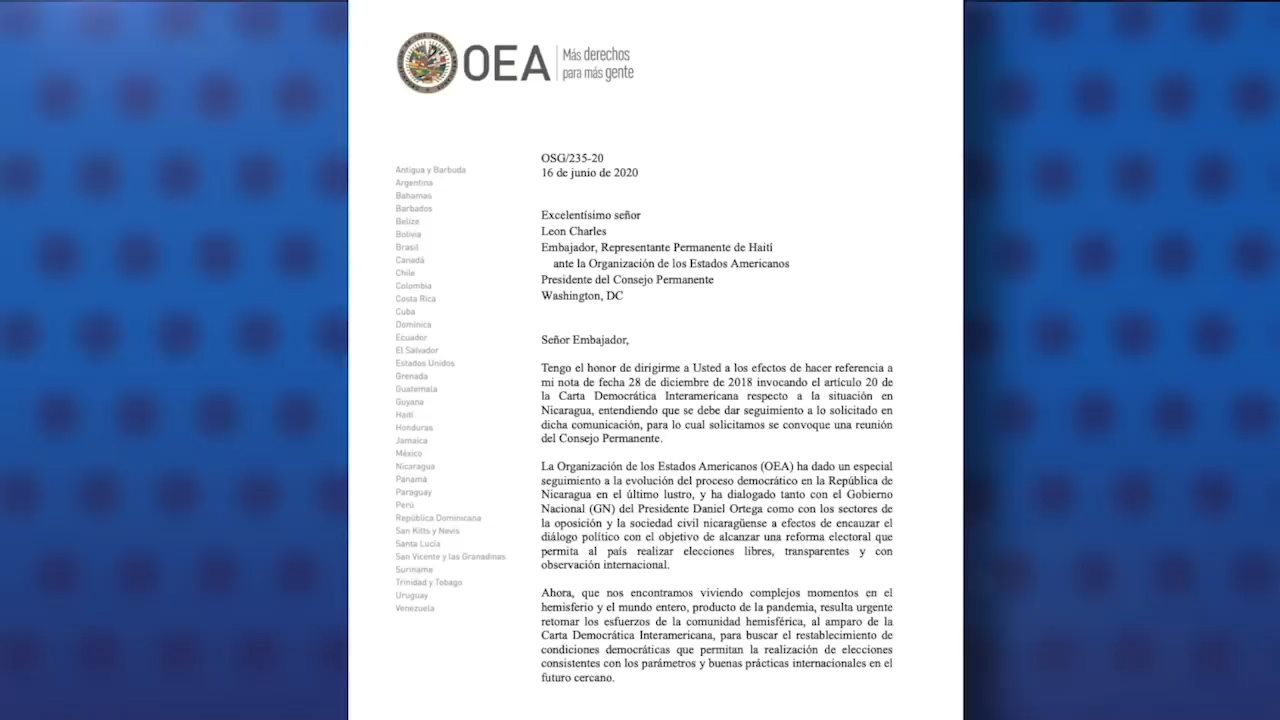 OEA
Más derechos
para más gente
OSG/235-20
16 de junio de 2020
Antigua y Barbuda
Argentina
Bahamas
Barbados
Belize
Bolivia
Brasil
Canadá
Chile
Colombia
Costa Rica
Cuba
Dominica
Ecuador
El Salvador
Estados Unidos
Grenada
Guatemala
Guyana
Haití
Honduras
Jamaica
México
Nicaragua
Panamá
Paraguay
Perú
República Dominicana
San Kitts y Nevis
Santa Lucía
San Vicente y las Granadinas
Suriname
Trinidad y Tobago
Uruguay
Venezuela
Excelentísimo señor
Leon Charles
Embajador, Representante Permanente de Haití
ante la Organización de los Estados Americanos
Presidente del Consejo Permanente
Washington, DC
Señor Embajador,
Tengo el honor de dirigirme a Usted a los efectos de hacer referencia a
mi nota de fecha 28 de diciembre de 2018 invocando el artículo 20 de
la Carta Democrática Interamericana respecto a la situación en
Nicaragua, entendiendo que se debe dar seguimiento a lo solicitado en
dicha comunicación, para lo cual solicitamos se convoque una reunión
del Consejo Permanente.
La Organización de los Estados Americanos (OEA) ha dado un especial
seguimiento a la evolución del proceso democrático en la República de
Nicaragua en el último lustro, y ha dialogado tanto con el Gobierno
Nacional (GN) del Presidente Daniel Ortega como con los sectores de
la oposición y la sociedad civil nicaragüense a efectos de encauzar el
diálogo político con el objetivo de alcanzar una reforma electoral que
permita al país realizar elecciones libres, transparentes y con
observación internacional.
Ahora, que nos encontramos viviendo complejos momentos en el
hemisferio y el mundo entero, producto de la pandemia, resulta urgente
retomar los esfuerzos de la comunidad hemisférica, al amparo de la
Carta Democrática Interamericana, para buscar el restablecimiento de
condiciones democráticas que permitan la realización de elecciones
consistentes con los parámetros y buenas prácticas internacionales en el
futuro cercano.